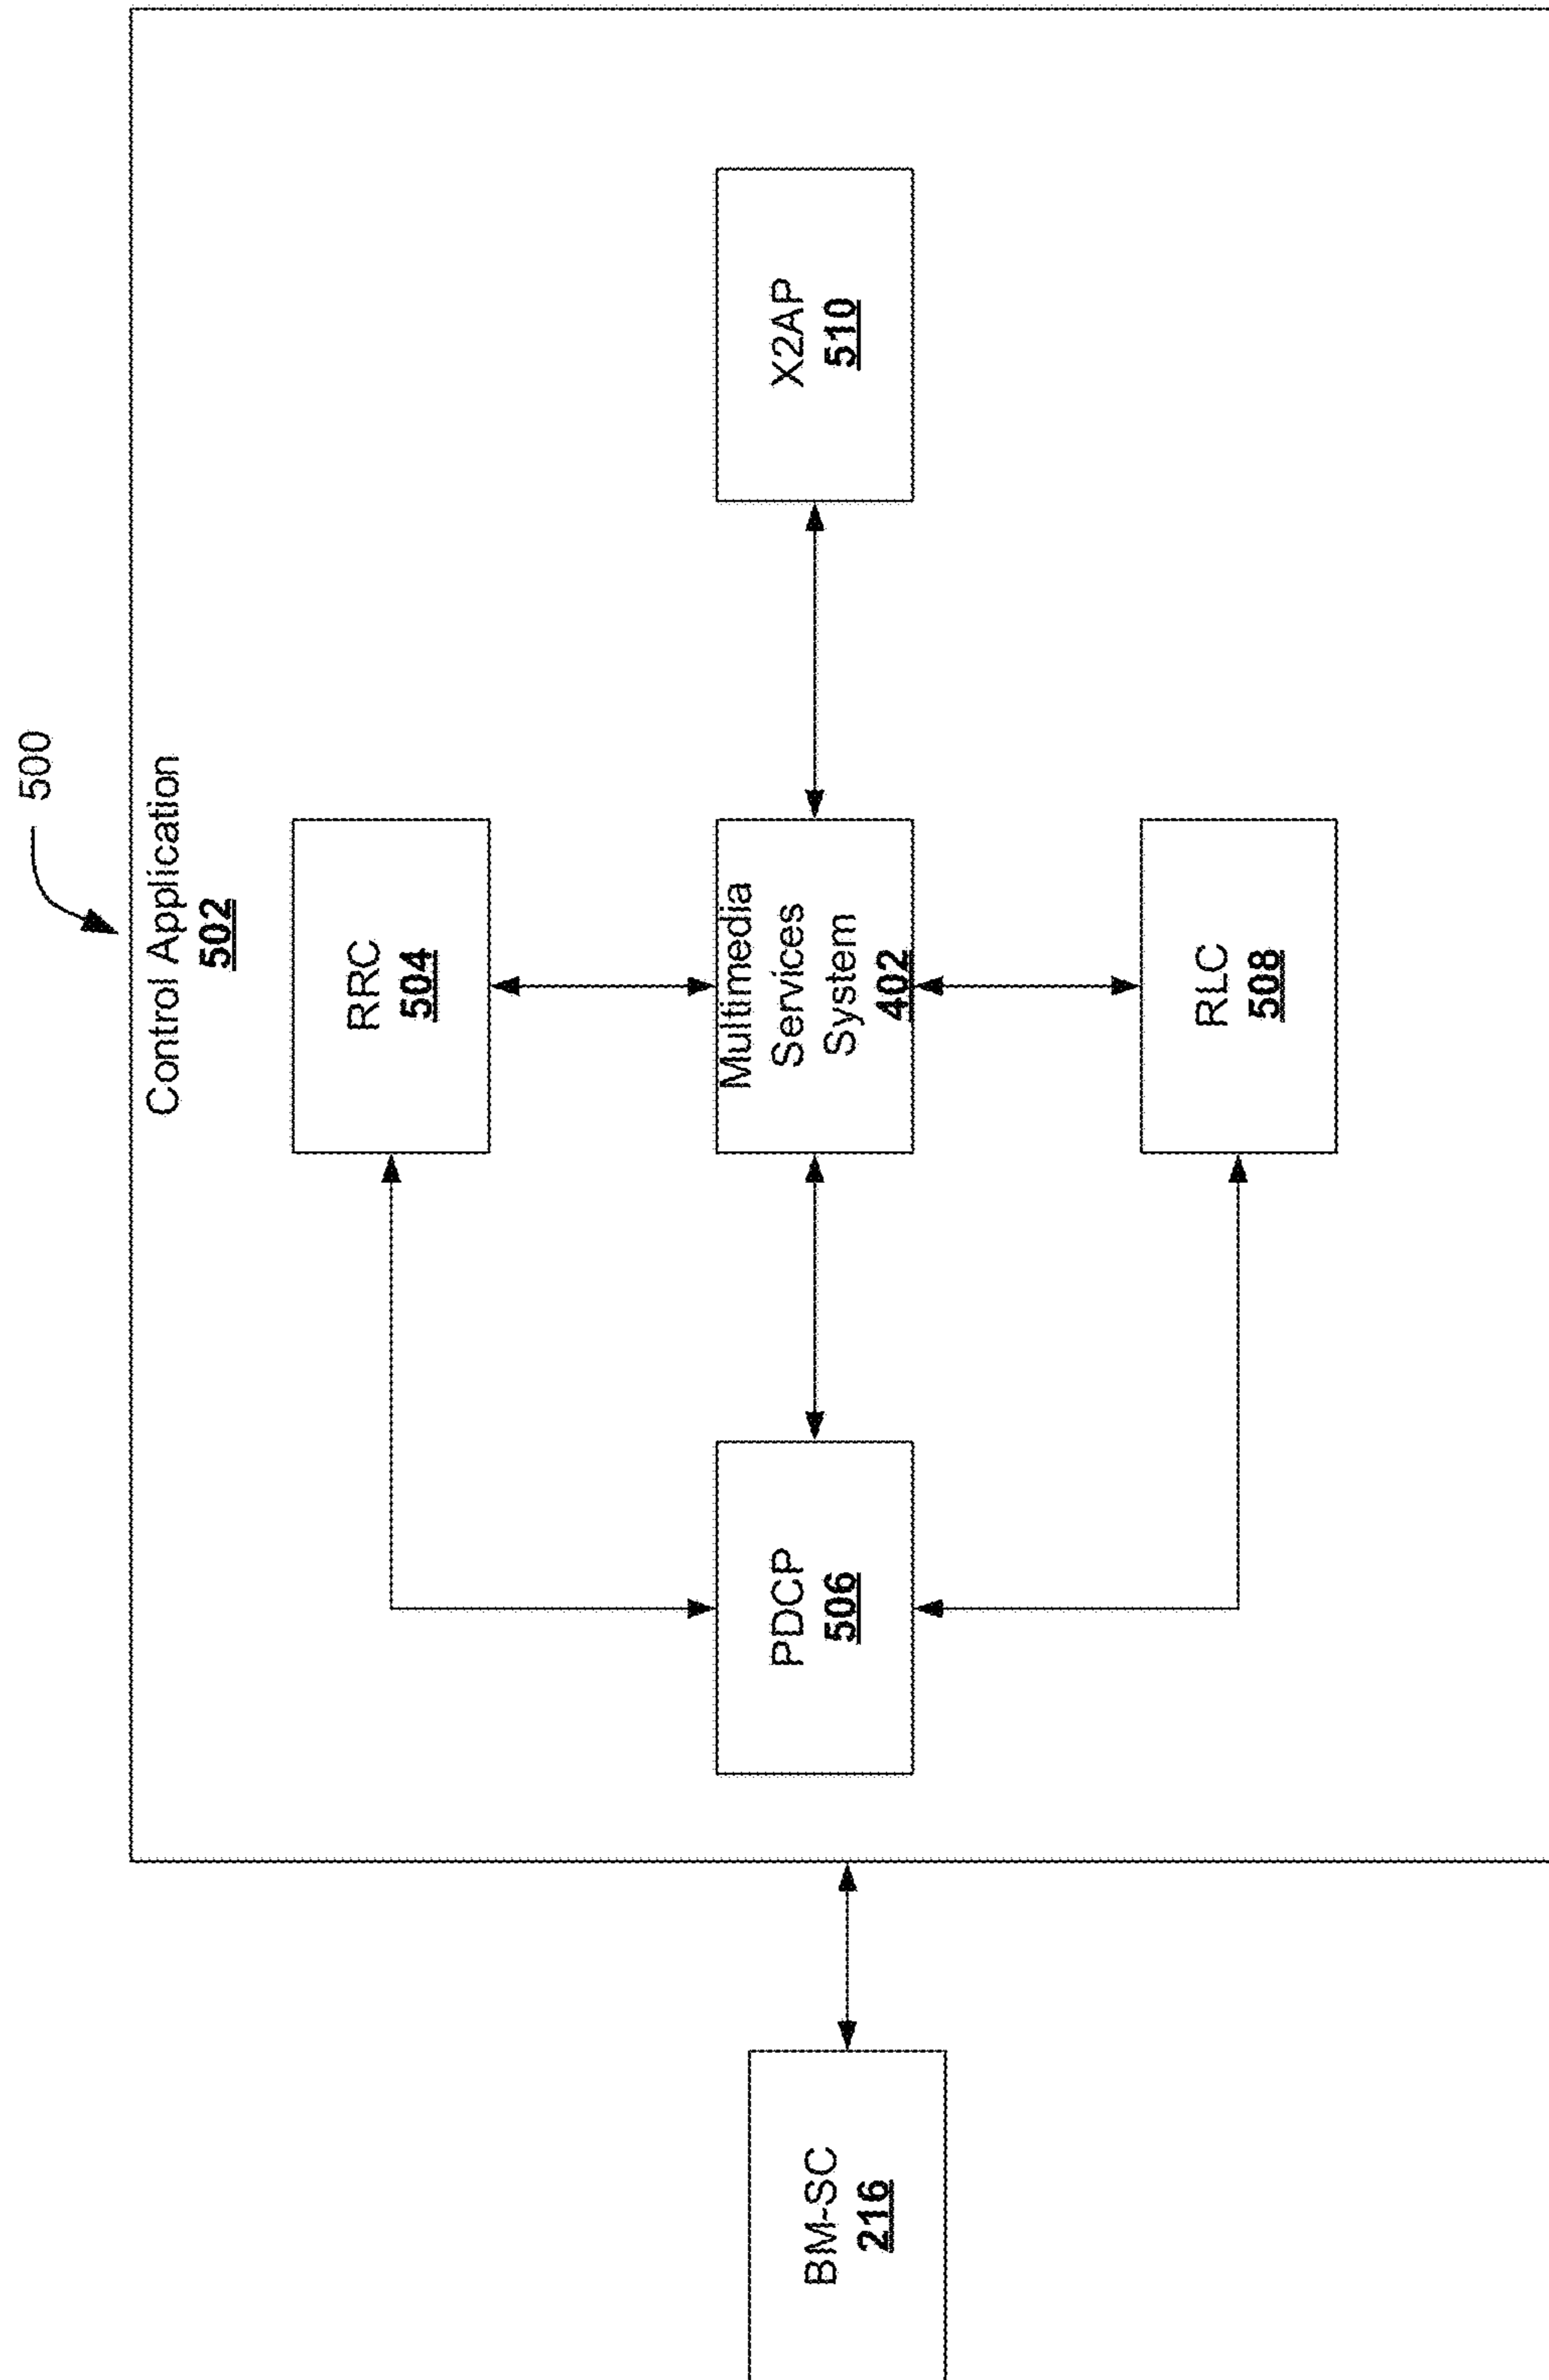 500
Control Application
502
RRC
504
BM-SC
216
PDCP
506
Multimedia
Services
System
402
X2AP
510
RLC
508